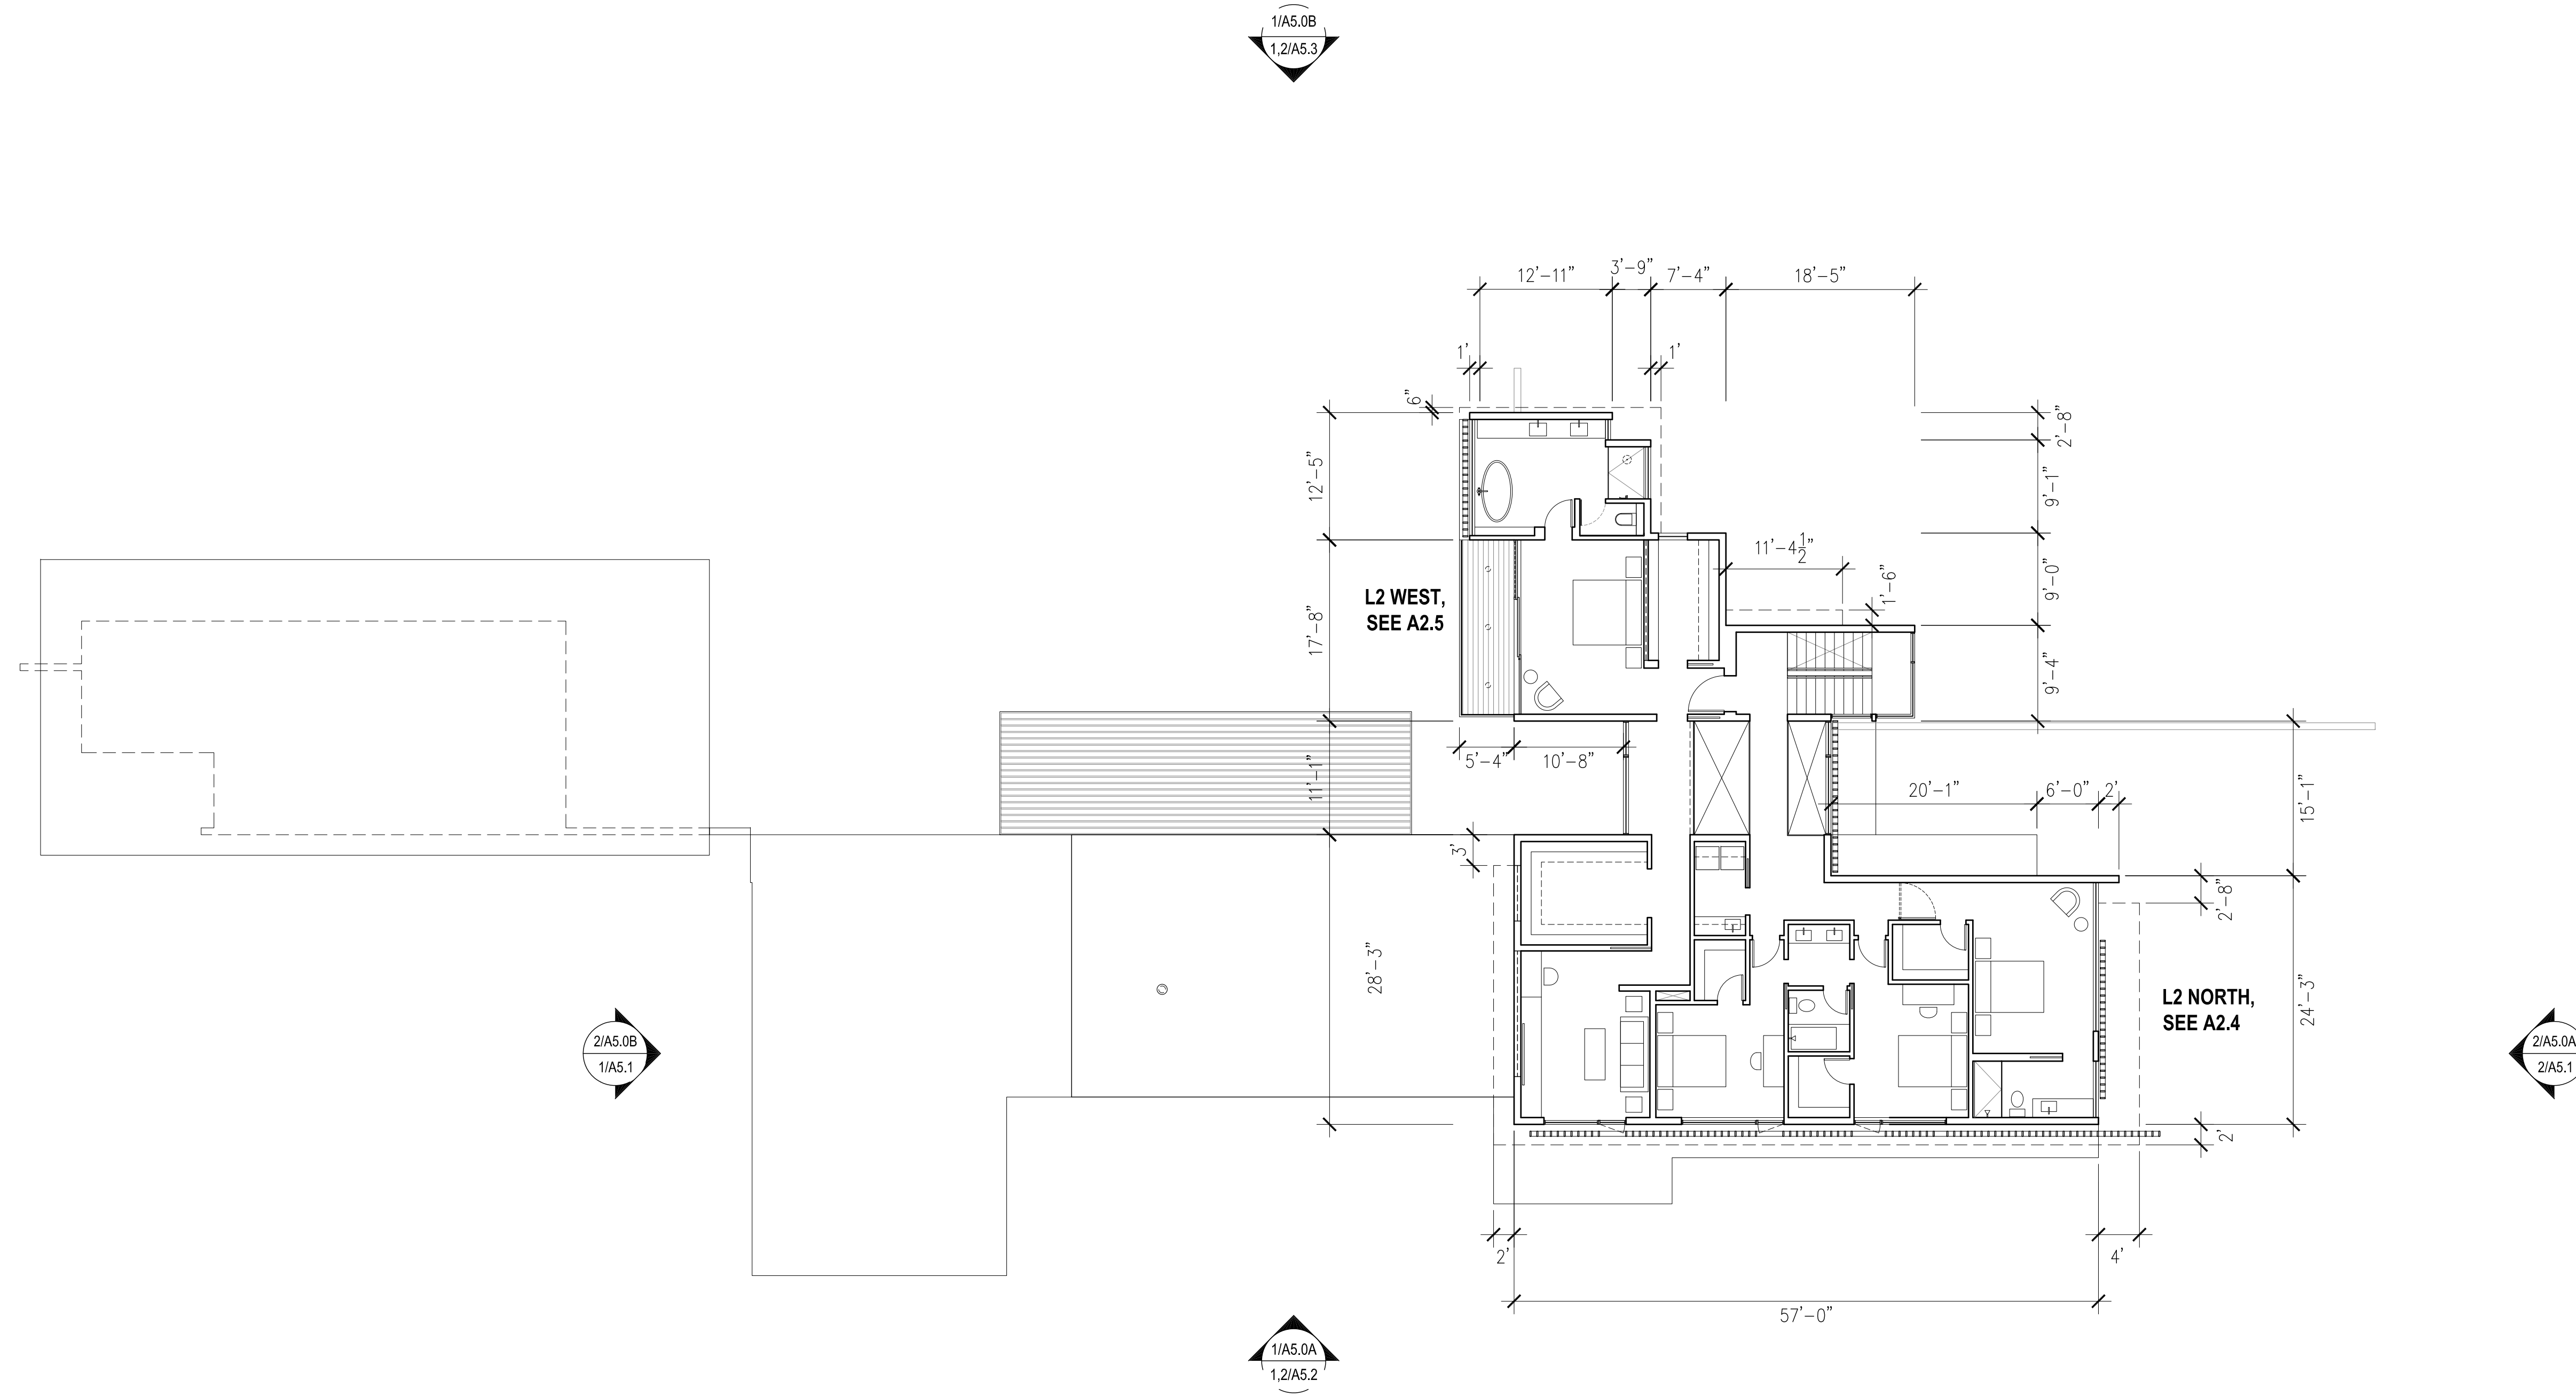 1/A5.0B
1,2/A5.3
12'-11"
3'-9"
7'-4"
18'-5"
1'
1'
6"
2'-8"
12'-5"
9'-1"
11'-4 1/2"
1'-6"
9'-0"
L2 WEST,
SEE A2.5
17'-8"
9'-4"
5'-4"
10'-8"
11'-1"
20'-1"
6'-0"
2'
15'-1"
3'
2'-8"
28'-3"
L2 NORTH,
SEE A2.4
24'-3"
2/A5.0B
1/A5.1
2/A5.0A
2/A5.1
2'
2'
4'
57'-0"
1/A5.0A
1,2/A5.2